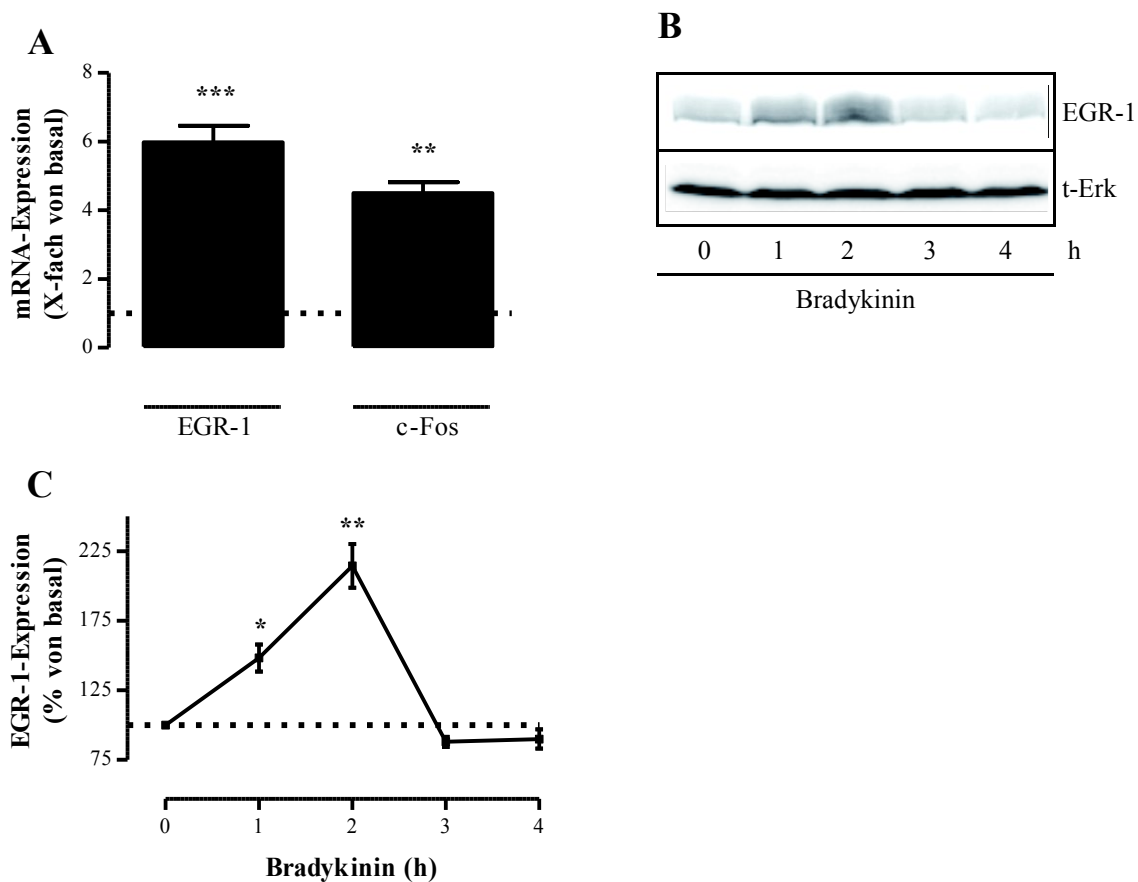 A
mRNA-Expression
(X-fach von basal)
8
6
4
2
0
***
**
EGR-1
c-Fos
B
EGR-1
t-Erk
0 1 2 3 4 h
Bradykinin
C
EGR-1-Expression
(% von basal)
225
175
125
75
*
**
0 1 2 3 4
Bradykinin (h)